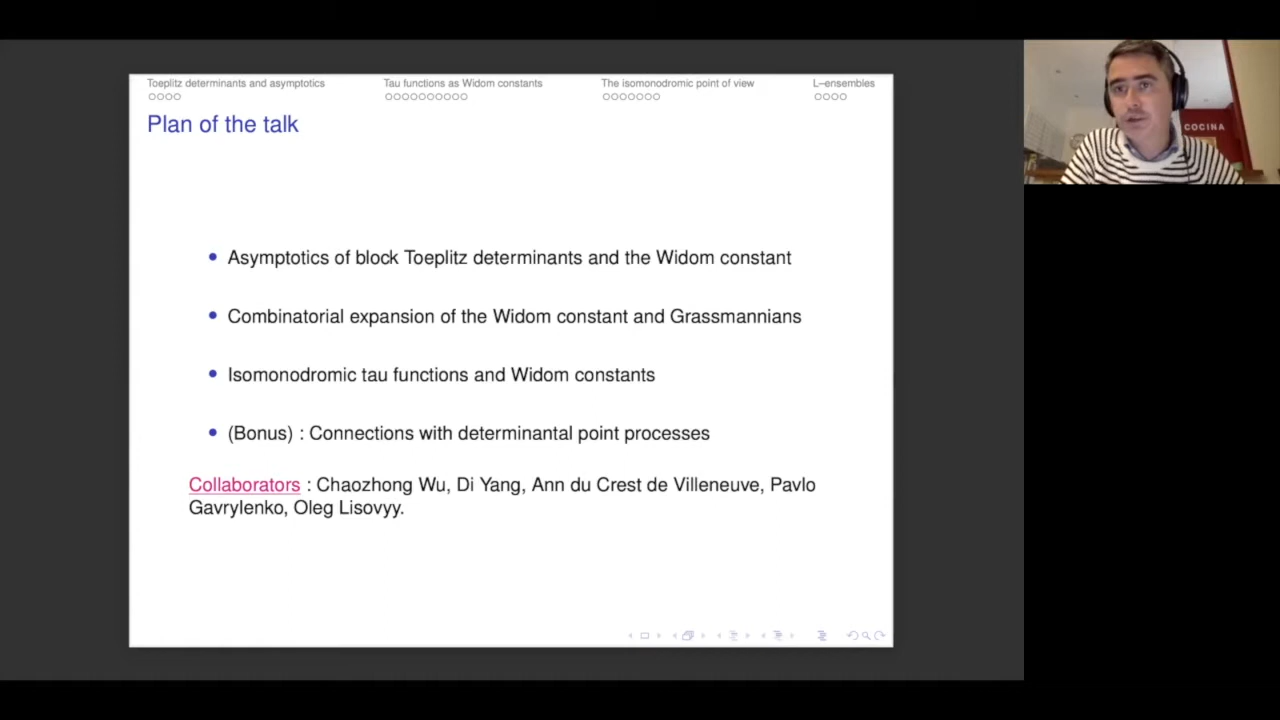 Toeplitz determinants and asymptotics
Tau functions as Widom constants
The isomonodromic point of view
L–ensembles
Plan of the talk
COCINA
• Asymptotics of block Toeplitz determinants and the Widom constant
• Combinatorial expansion of the Widom constant and Grassmannians
• Isomonodromic tau functions and Widom constants
• (Bonus) : Connections with determinantal point processes
Collaborators : Chaozhong Wu, Di Yang, Ann du Crest de Villeneuve, Pavlo
Gavrylenko, Oleg Lisovyy.